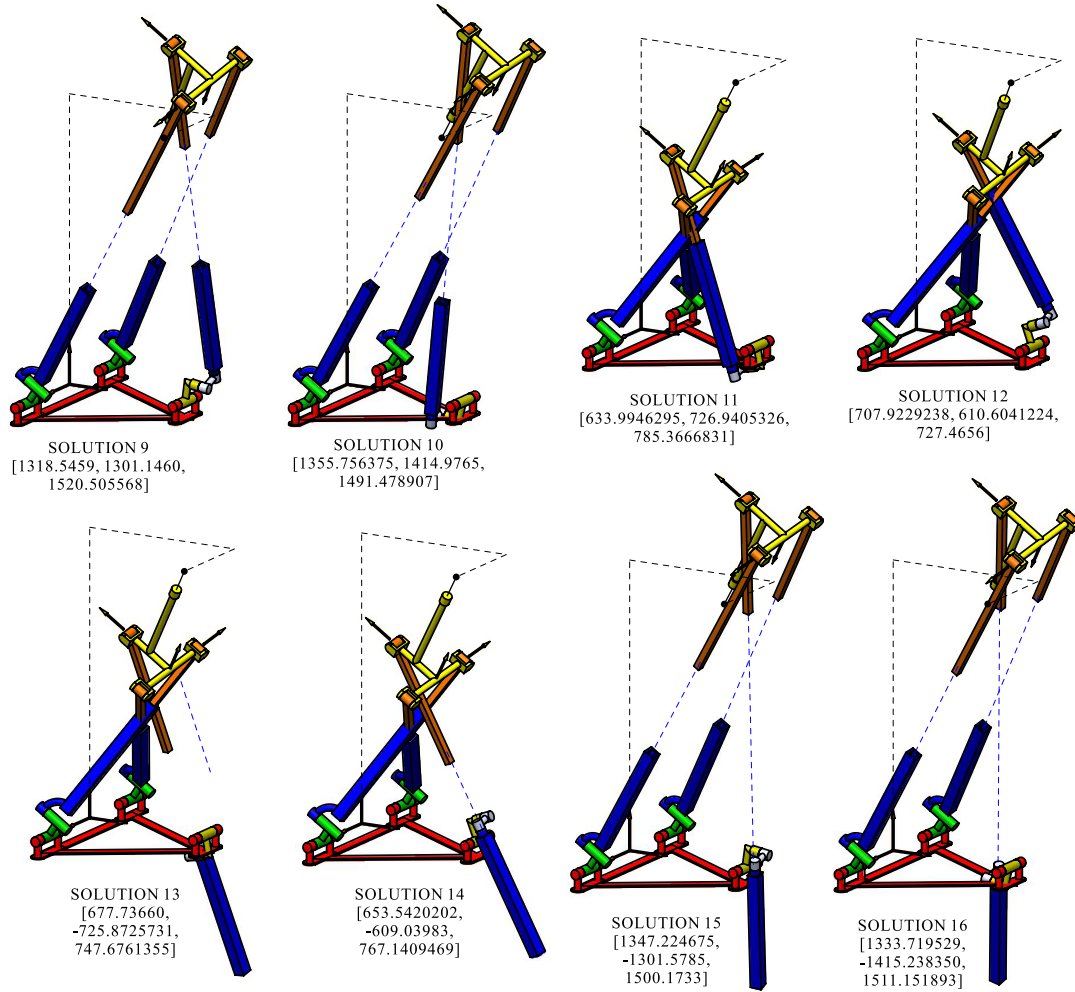 SOLUTION 9
[1318.5459, 1301.1460,
1520.505568]
SOLUTION 10
[1355.756375, 1414.9765,
1491.478907]
SOLUTION 11
[633.9946295, 726.9405326,
785.3666831]
SOLUTION 12
[707.9229238, 610.6041224,
727.4656]
SOLUTION 13
[677.73660,
-725.8725731,
747.6761355]
SOLUTION 14
[653.5420202,
-609.03983,
767.1409469]
SOLUTION 15
[1347.224675,
-1301.5785,
1500.1733]
SOLUTION 16
[1333.719529,
-1415.238350,
1511.151893]